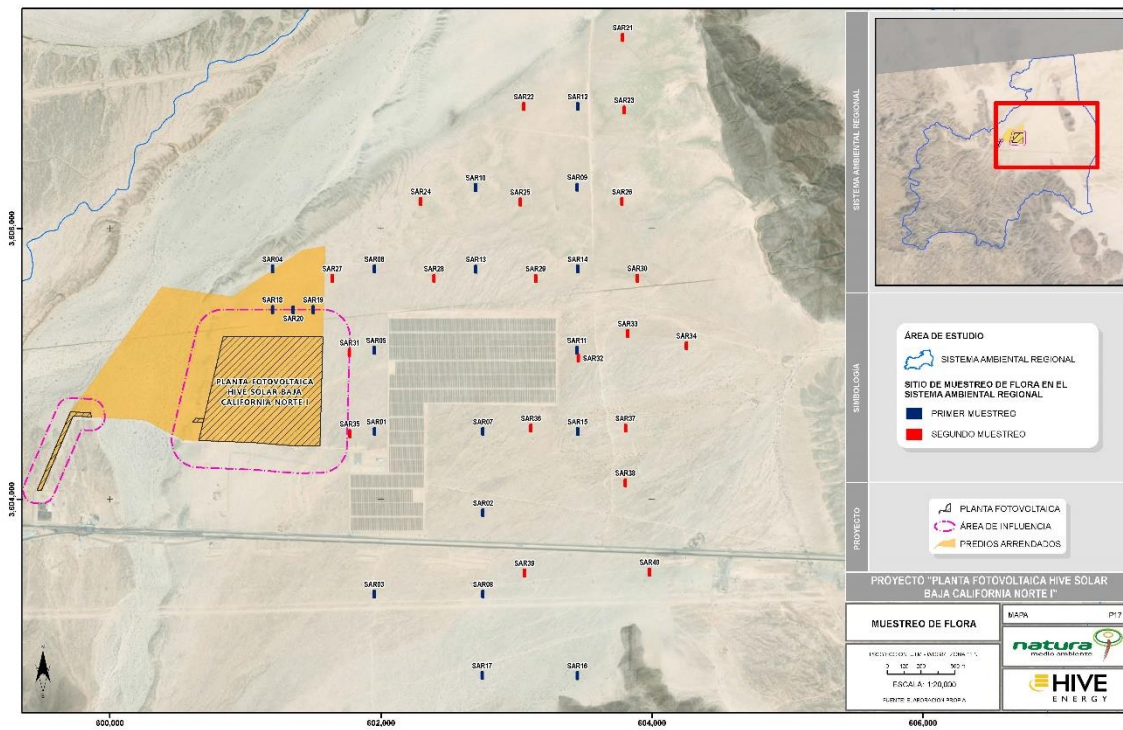 SAR21
SAR22
SAR12
SAR23
SAR10
SAR09
SAR24
SAR25
SAR26
3,606,000
SAR04
SAR06
SAR13
SAR14
SAR27
SAR28
SAR29
SAR30
SAR18
SAR19
SAR20
SAR33
SAR34
SAR31
SAR05
SAR11
SAR32
PLANTA FOTOVOLTAICA
HIVE SOLAR BAJA
CALIFORNIA NORTE I
SAR35
SAR01
SAR07
SAR36
SAR15
SAR37
SAR38
3,604,000
SAR02
SAR39
SAR40
SAR03
SAR08
SAR17
SAR16
600,000
602,000
604,000
606,000
SISTEMA AMBIENTAL REGIONAL
SIMBOLOGÍA
ÁREA DE ESTUDIO
SISTEMA AMBIENTAL REGIONAL
SITIO DE MUESTREO DE FLORA EN EL
SISTEMA AMBIENTAL REGIONAL
PRIMER MUESTREO
SEGUNDO MUESTREO
PROYECTO
PLANTA FOTOVOLTAICA
ÁREA DE INFLUENCIA
PREDIOS ARRENDADOS
PROYECTO "PLANTA FOTOVOLTAICA HIVE SOLAR
BAJA CALIFORNIA NORTE I"
MUESTREO DE FLORA
MAPA
P17
ESCALA: 1:20,000
FUENTE: ELABORACIÓN PROPIA
natura
medio ambiente
HIVE
ENERGY